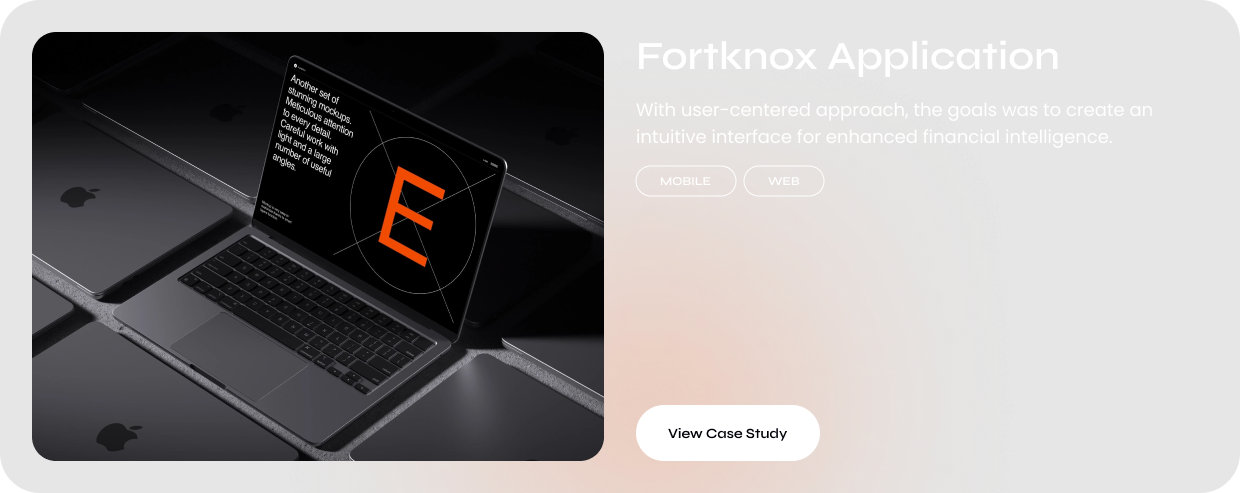 Another set of
stunning mockups.
Meticulous attention
to every detail.
Careful work with
light and a large
number of useful
angles.
E
Fortknox Application
With user-centered approach, the goals was to create an
intuitive interface for enhanced financial intelligence.
MOBILE
WEB
View Case Study